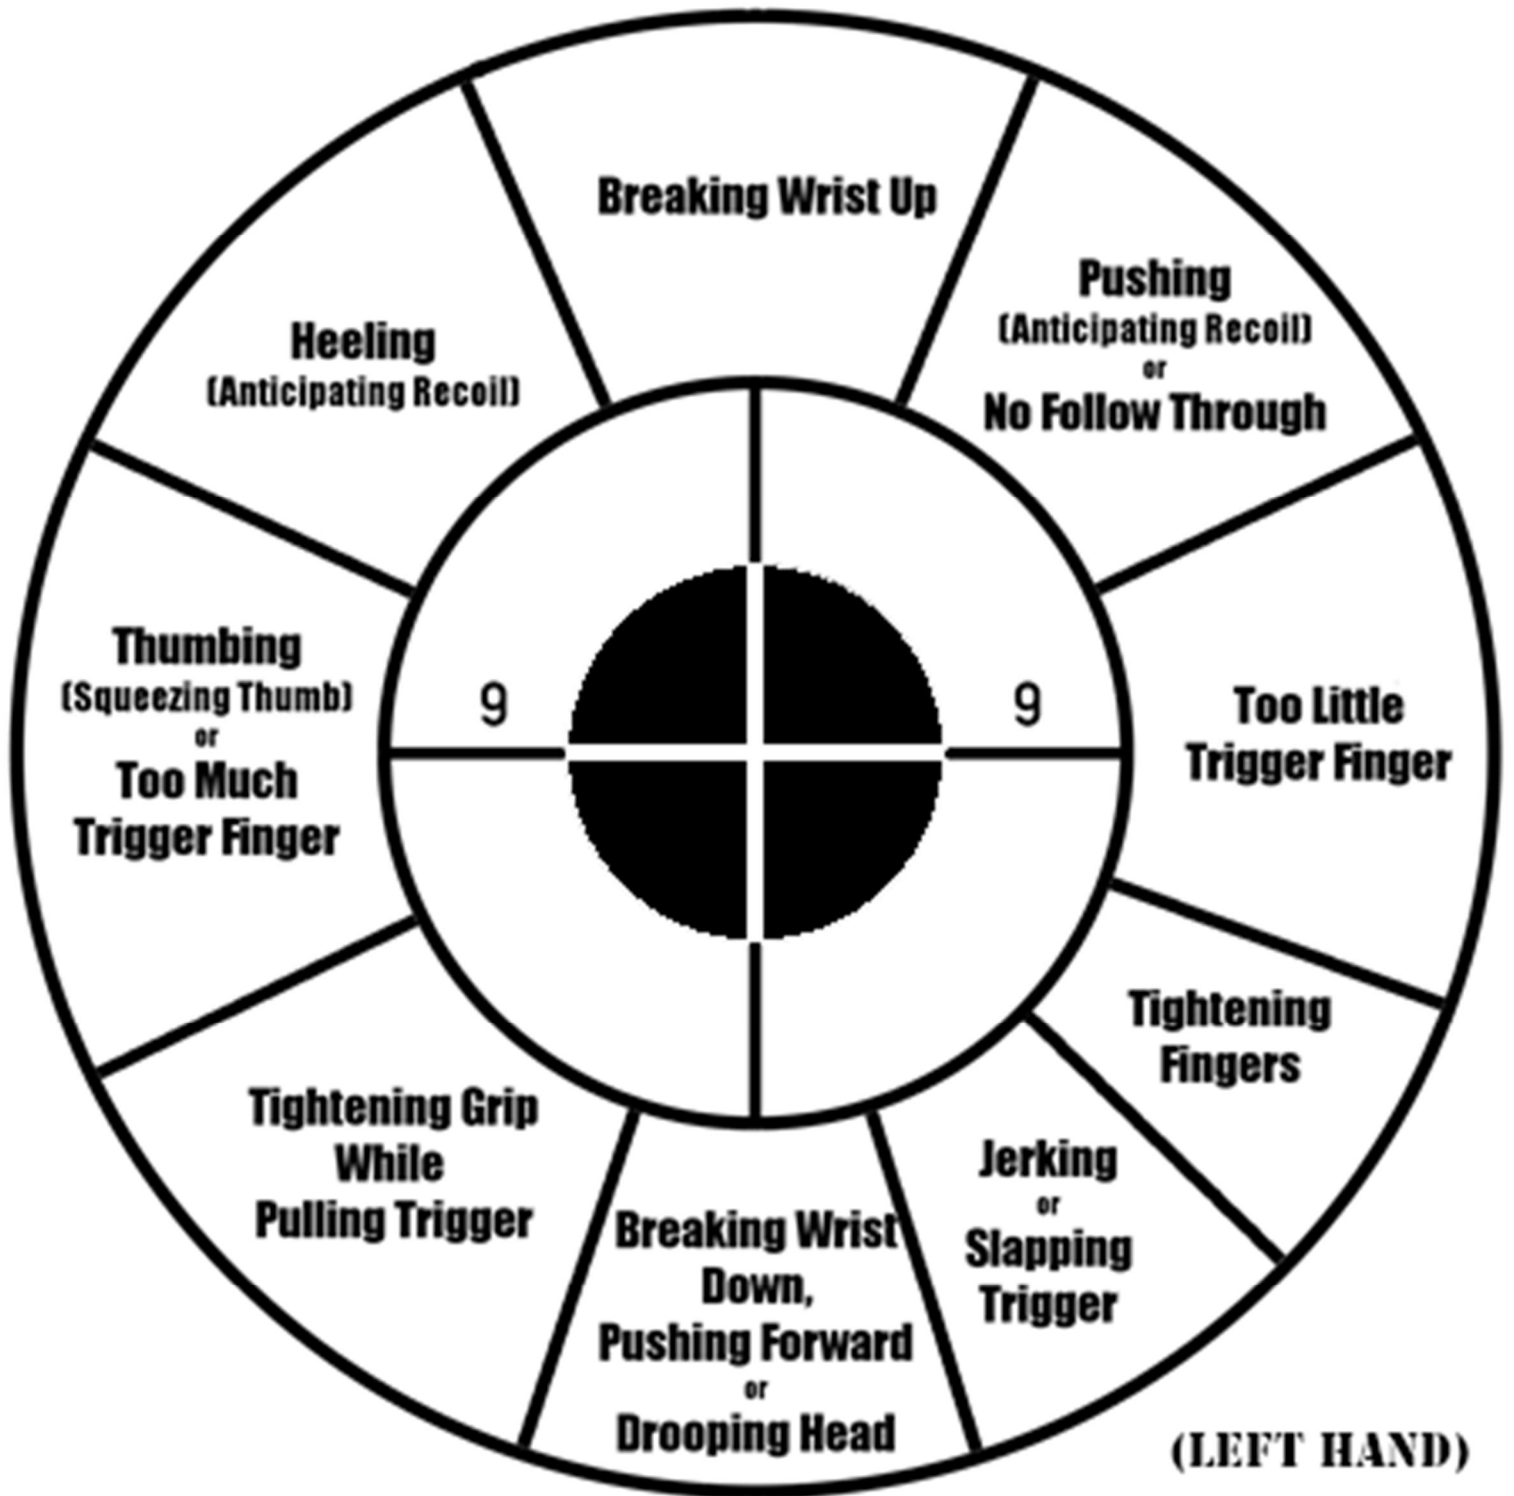 Breaking Wrist Up
Pushing
(Anticipating Recoil)
or
No Follow Through
Heeling
(Anticipating Recoil)
Thumbing
(Squeezing Thumb)
or
Too Much
Trigger Finger
9
9
Too Little
Trigger Finger
Tightening
Fingers
Tightening Grip
While
Pulling Trigger
Jerking
or
Slapping
Trigger
Breaking Wrist
Down,
Pushing Forward
or
Drooping Head
(LEFT HAND)